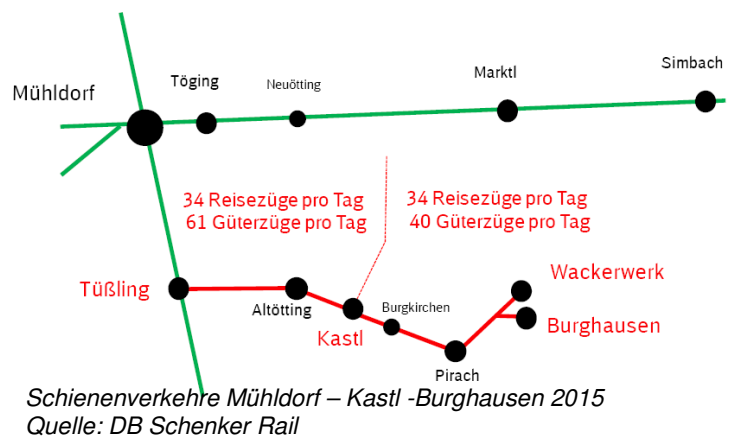 Simbach
Marktl
Töging
Neuötting
Mühldorf
34 Reisezüge pro Tag
61 Güterzüge pro Tag
34 Reisezüge pro Tag
40 Güterzüge pro Tag
Wackerwerk
Tüßling
Altötting
Burgkirchen
Kastl
Burghausen
Pirach
Schienenverkehre Mühldorf – Kastl -Burghausen 2015
Quelle: DB Schenker Rail